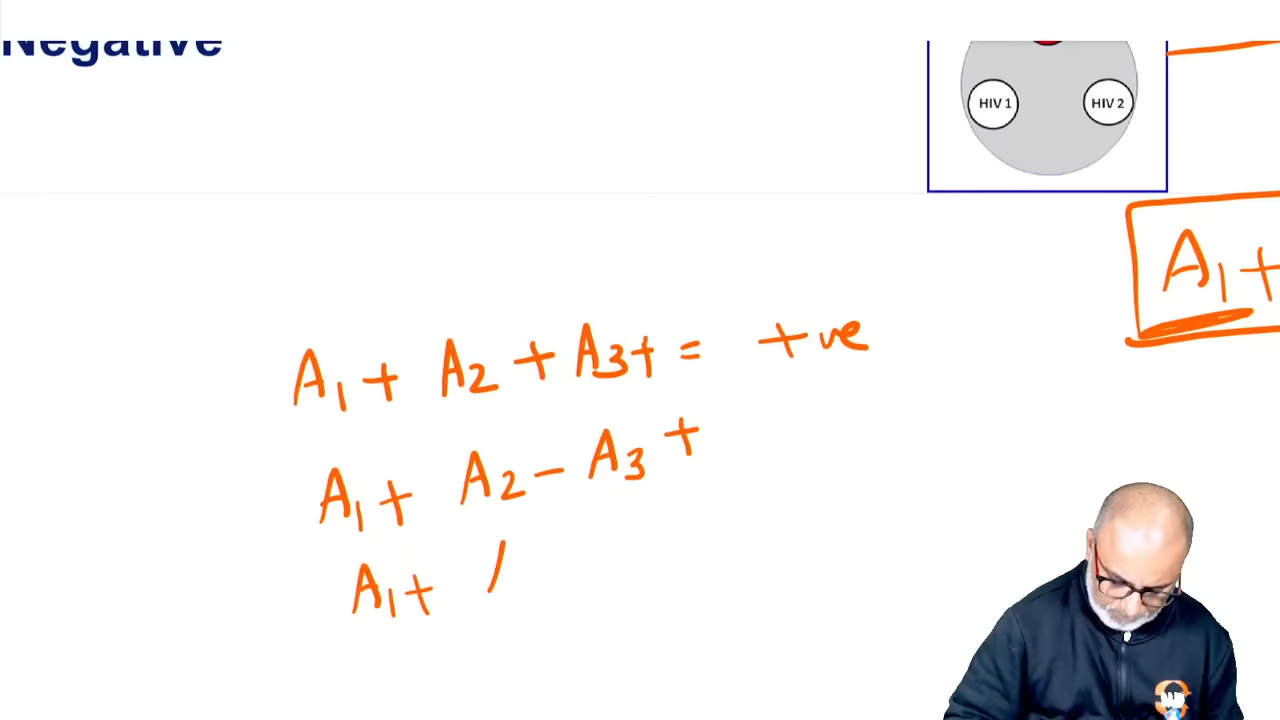 Negative
HIV 1 HIV 2
A1+
A1+ A2+ A3+ = +ve
A1+ A2- A3+
A1+